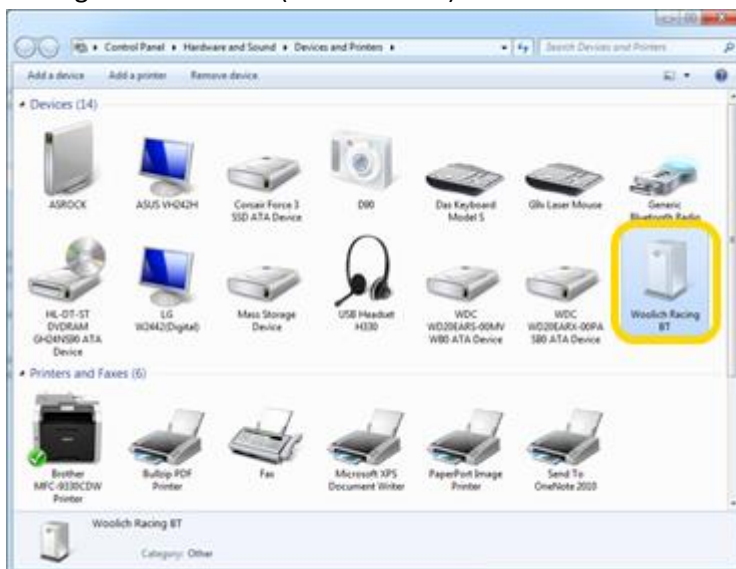 Control Panel ▸ Hardware and Sound ▸ Devices and Printers ▸
Search Devices and Printers
Add a device Add a printer Remove device
Devices (14)
ASROCK
ASUS VH242H
Corsair Force 3
SSD ATA Device
D90
Das Keyboard
Model S
G9x Laser Mouse
Generic
Bluetooth Radio
HL-DT-ST
DVDRAM
GH24NS90 ATA
Device
LG
W2442(Digital)
Mass Storage
Device
USB Headset
H330
WDC
WD20EARS-00MV
WB0 ATA Device
WDC
WD20EARX-00PA
SB0 ATA Device
Woolich Racing
BT
Printers and Faxes (6)
Brother
MFC-9330CDW
Printer
Bullzip PDF
Printer
Fax
Microsoft XPS
Document Writer
PaperPort Image
Printer
Send To
OneNote 2010
Woolich Racing BT
Category: Other